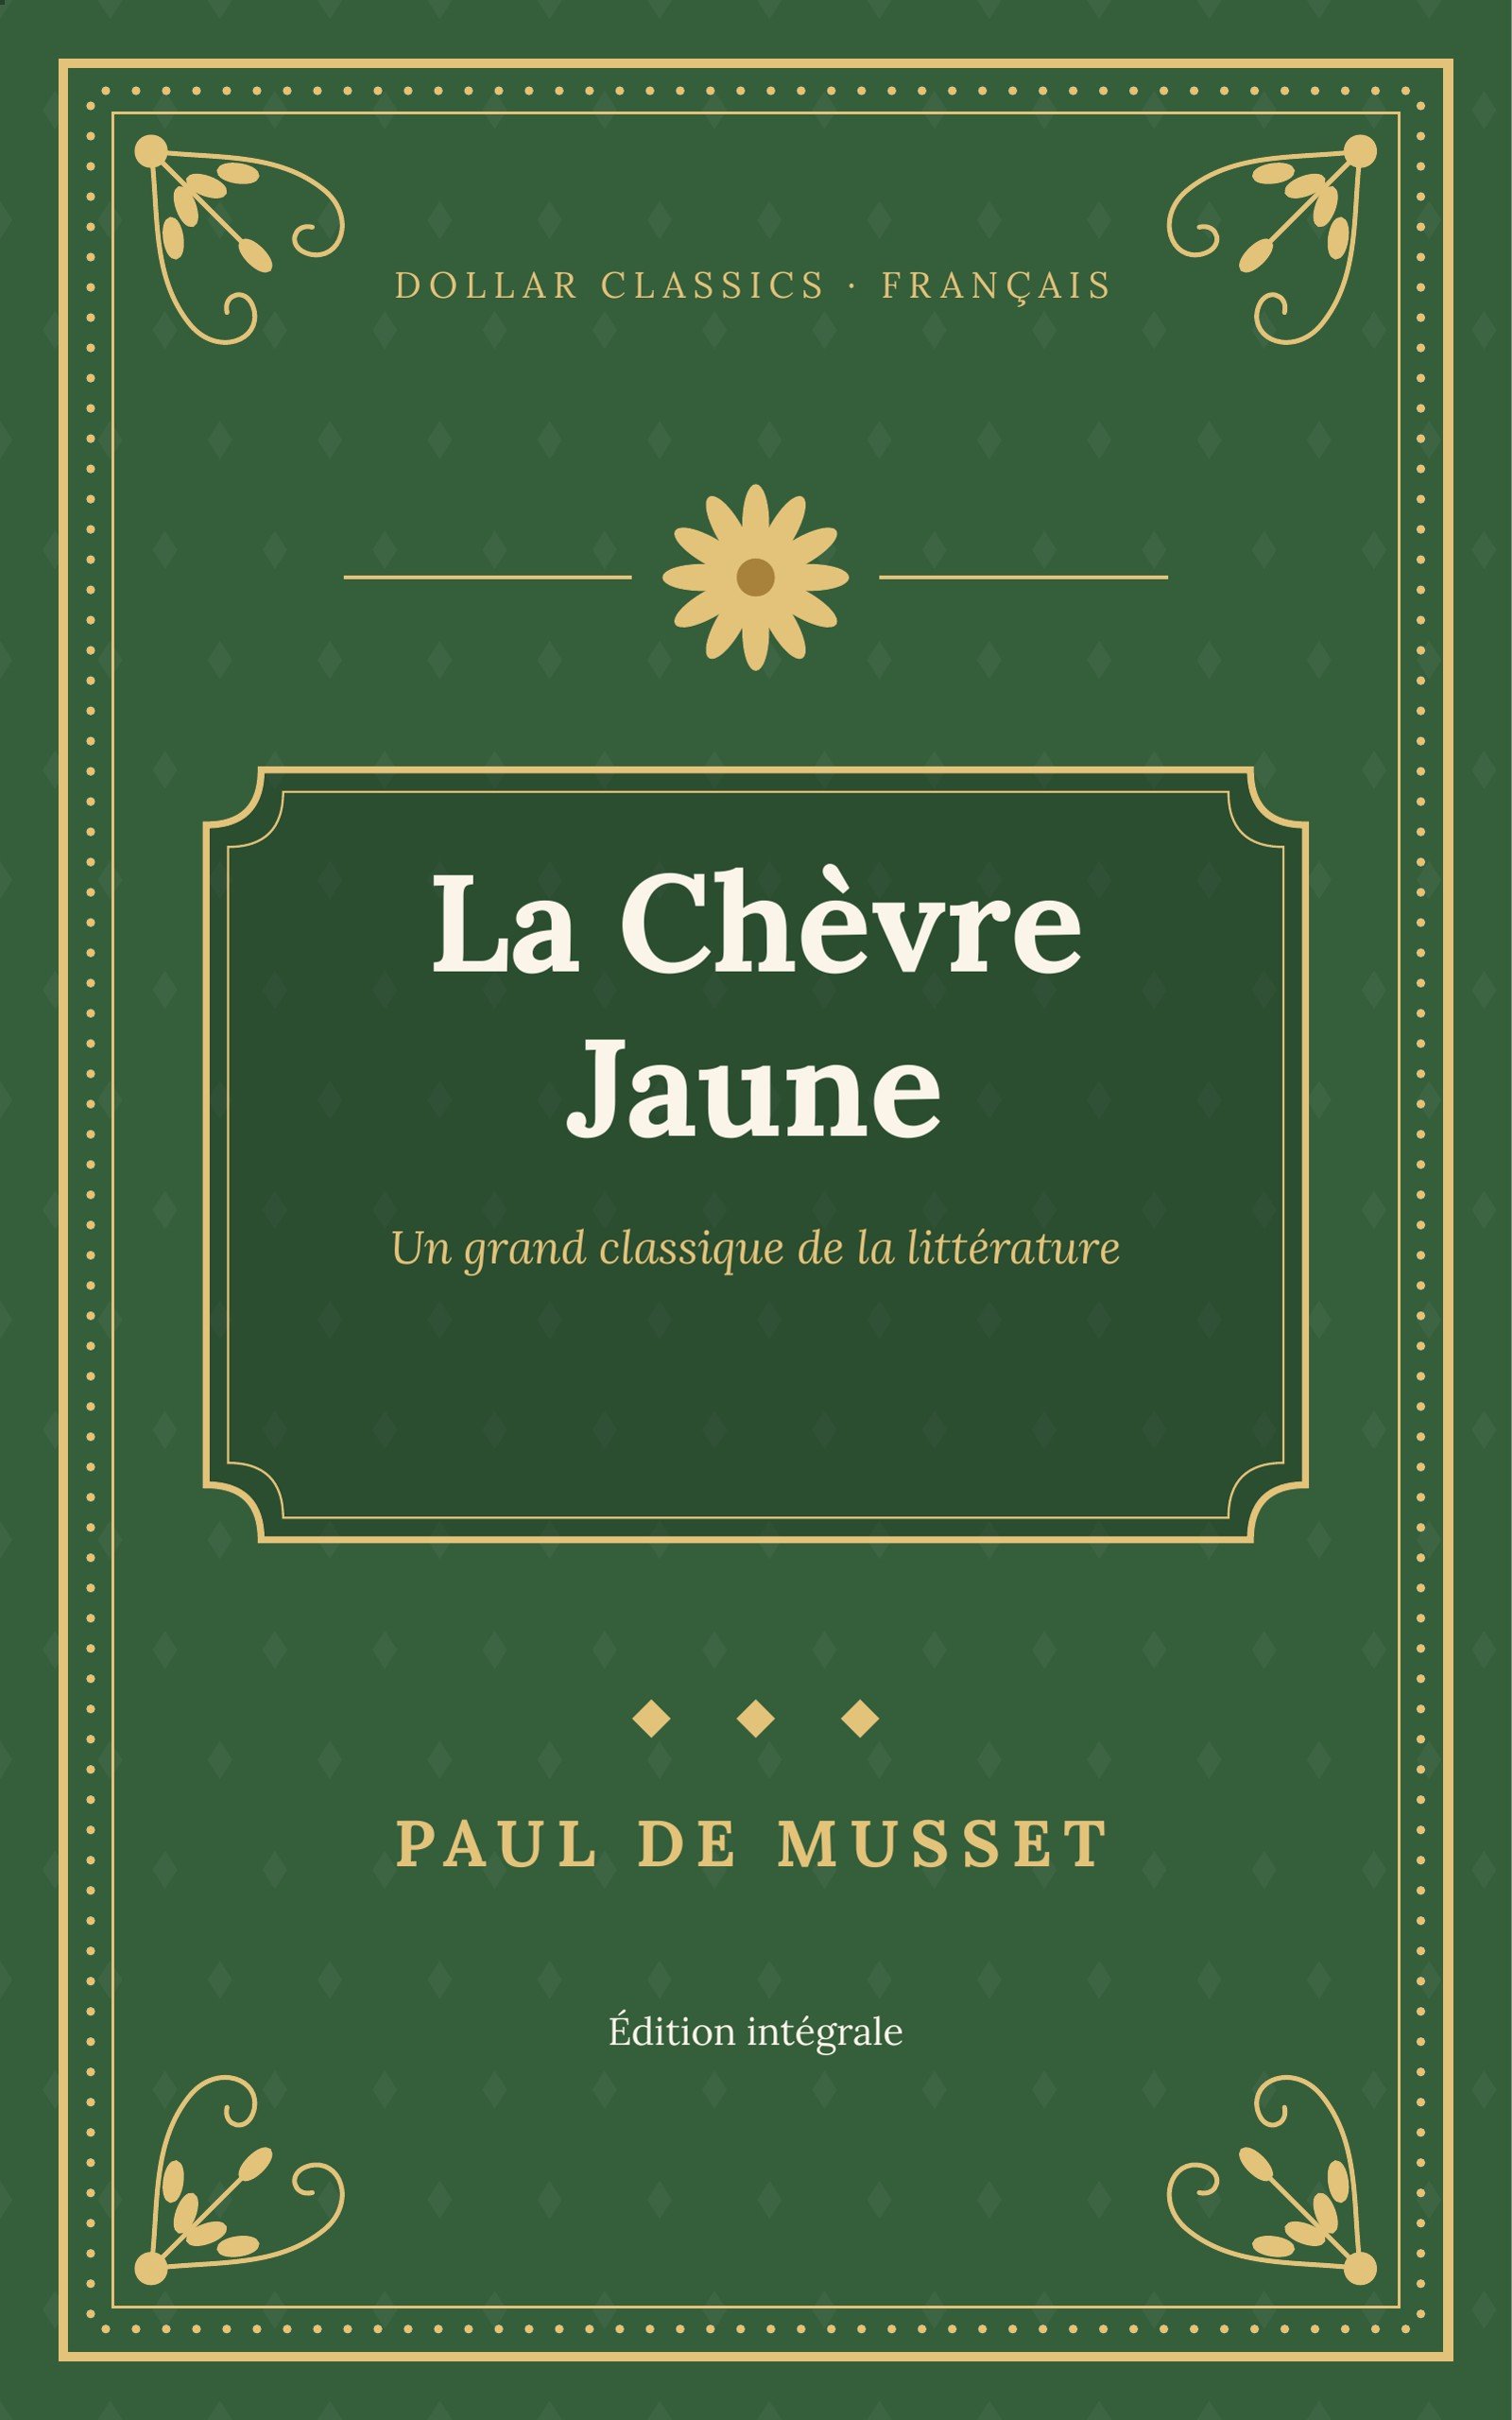 DOLLAR CLASSICS · FRANÇAIS
La Chèvre
Jaune
Un grand classique de la littérature
PAUL DE MUSSET
Édition intégrale